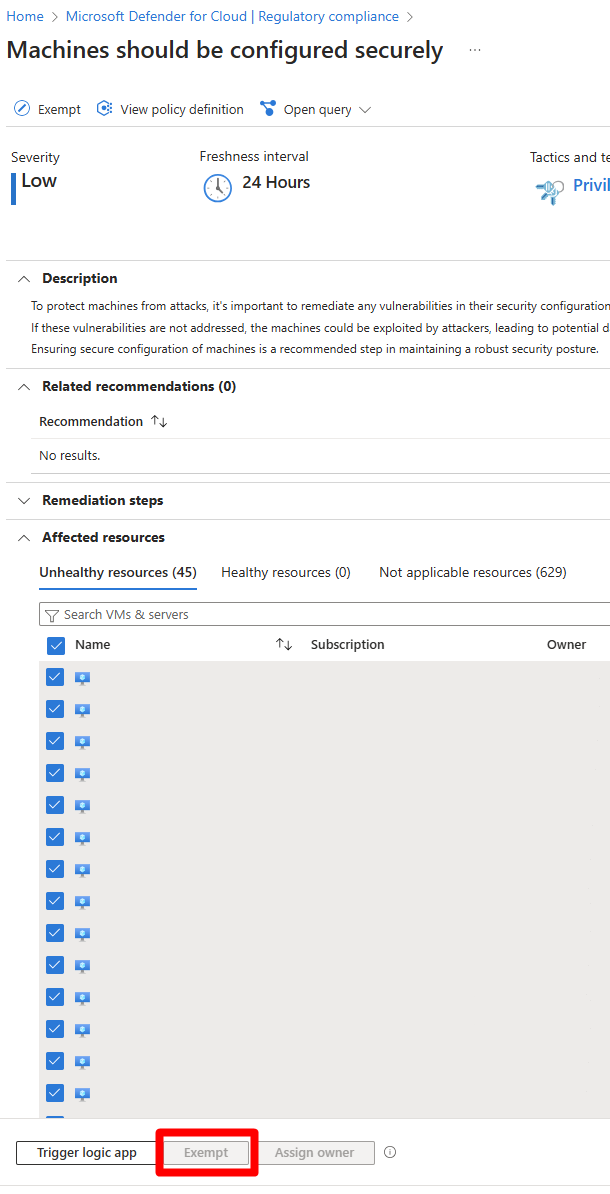 Home > Microsoft Defender for Cloud | Regulatory compliance >
Machines should be configured securely ...
Exempt View policy definition Open query
Severity Freshness interval Tactics and te
Low 24 Hours Privil
Description
To protect machines from attacks, it's important to remediate any vulnerabilities in their security configuration
If these vulnerabilities are not addressed, the machines could be exploited by attackers, leading to potential d
Ensuring secure configuration of machines is a recommended step in maintaining a robust security posture.
Related recommendations (0)
Recommendation ↑↓
No results.
Remediation steps
Affected resources
Unhealthy resources (45) Healthy resources (0) Not applicable resources (629)
Search VMs & servers
Name ↑↓ Subscription Owner
Trigger logic app Exempt Assign owner